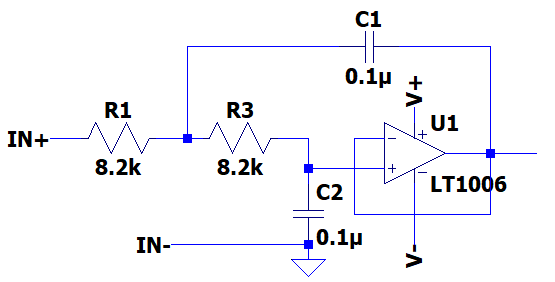 C1
0.1µ
R1
8.2k
R3
8.2k
IN+
V+
U1
LT1006
C2
0.1µ
IN-
V-